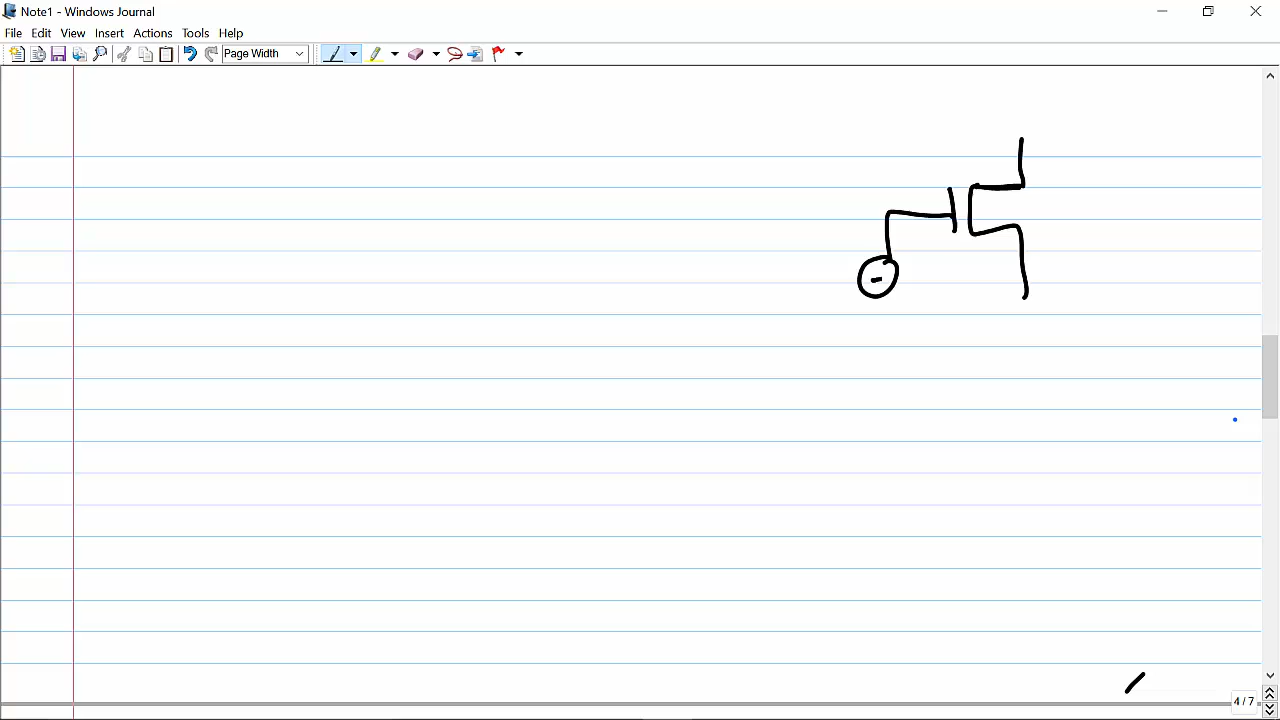 Note1 - Windows Journal
File Edit View Insert Actions Tools Help
Page Width
-
4 / 7